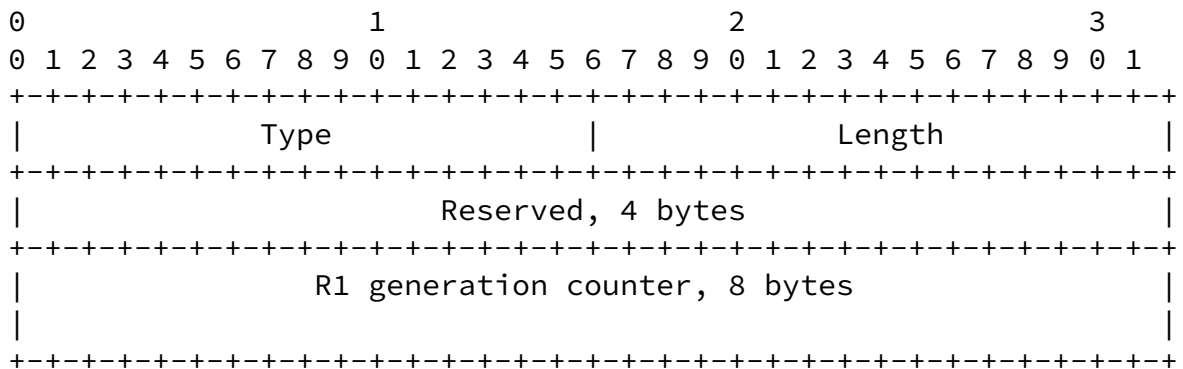 0                   1                   2                   3
0 1 2 3 4 5 6 7 8 9 0 1 2 3 4 5 6 7 8 9 0 1 2 3 4 5 6 7 8 9 0 1
+-+-+-+-+-+-+-+-+-+-+-+-+-+-+-+-+-+-+-+-+-+-+-+-+-+-+-+-+-+-+-+-+
|             Type              |             Length            |
+-+-+-+-+-+-+-+-+-+-+-+-+-+-+-+-+-+-+-+-+-+-+-+-+-+-+-+-+-+-+-+-+
|                       Reserved, 4 bytes                       |
+-+-+-+-+-+-+-+-+-+-+-+-+-+-+-+-+-+-+-+-+-+-+-+-+-+-+-+-+-+-+-+-+
|                R1 generation counter, 8 bytes                 |
|                                                               |
+-+-+-+-+-+-+-+-+-+-+-+-+-+-+-+-+-+-+-+-+-+-+-+-+-+-+-+-+-+-+-+-+